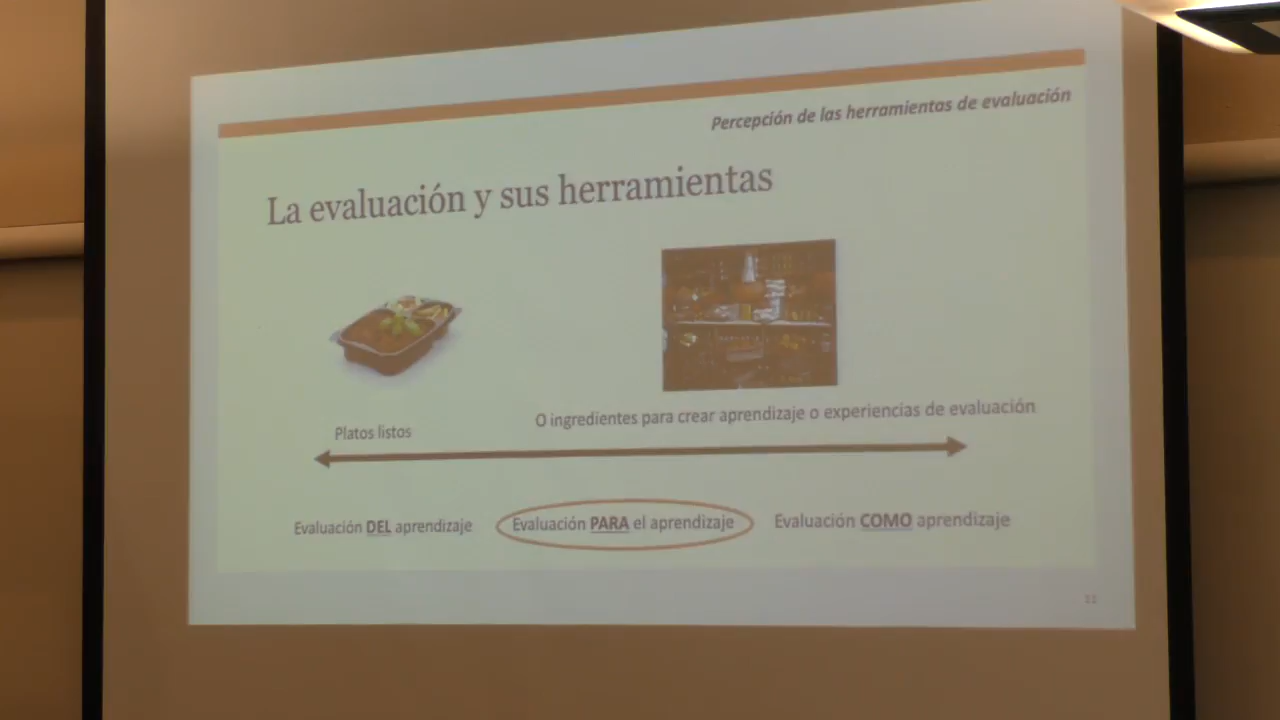 Percepción de las herramientas de evaluación
La evaluación y sus herramientas
Platos listos
O ingredientes para crear aprendizaje o experiencias de evaluación
Evaluación DEL aprendizaje
Evaluación PARA el aprendizaje
Evaluación COMO aprendizaje